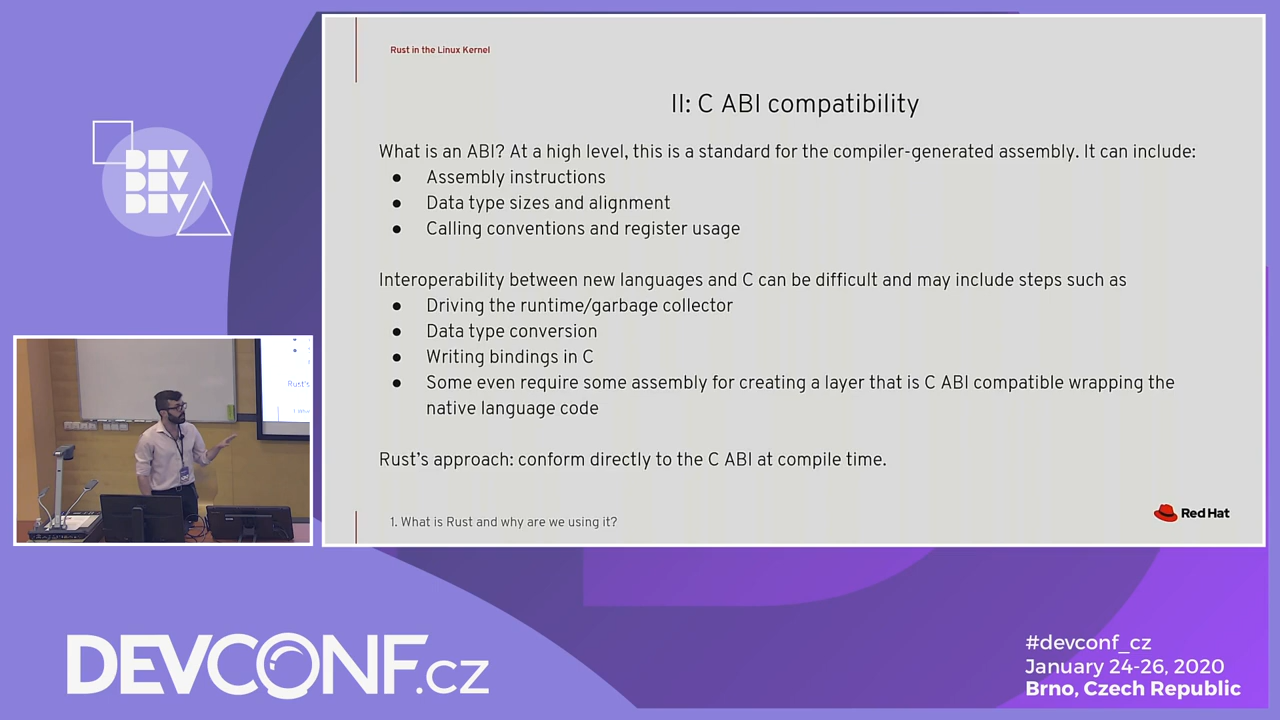 Rust in the Linux Kernel
II: C ABI compatibility
What is an ABI? At a high level, this is a standard for the compiler-generated assembly. It can include:
● Assembly instructions
● Data type sizes and alignment
● Calling conventions and register usage
Interoperability between new languages and C can be difficult and may include steps such as
● Driving the runtime/garbage collector
● Data type conversion
● Writing bindings in C
● Some even require some assembly for creating a layer that is C ABI compatible wrapping the
native language code
Rust's approach: conform directly to the C ABI at compile time.
1. What is Rust and why are we using it?
Red Hat
DEV
DEV
DEV
Rust's
DEVCONF.cz
#devconf_cz
January 24-26, 2020
Brno, Czech Republic